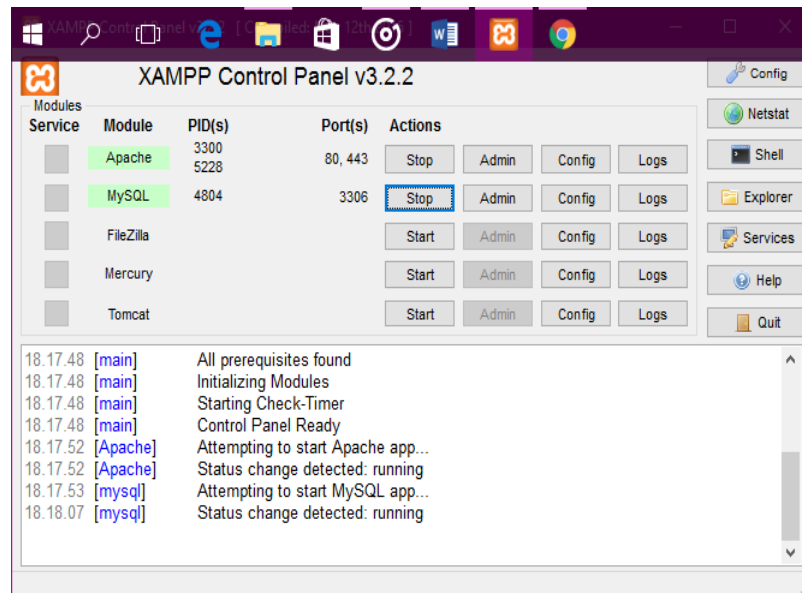 XAMPP Control Panel v3.2.2
Config
Modules
Service Module PID(s) Port(s) Actions
Netstat
Apache 3300 5228 80, 443 Stop Admin Config Logs
Shell
MySQL 4804 3306 Stop Admin Config Logs
Explorer
FileZilla Start Admin Config Logs
Services
Mercury Start Admin Config Logs
Help
Tomcat Start Admin Config Logs
Quit
18.17.48 [main] All prerequisites found
18.17.48 [main] Initializing Modules
18.17.48 [main] Starting Check-Timer
18.17.48 [main] Control Panel Ready
18.17.52 [Apache] Attempting to start Apache app...
18.17.52 [Apache] Status change detected: running
18.17.53 [mysql] Attempting to start MySQL app...
18.18.07 [mysql] Status change detected: running